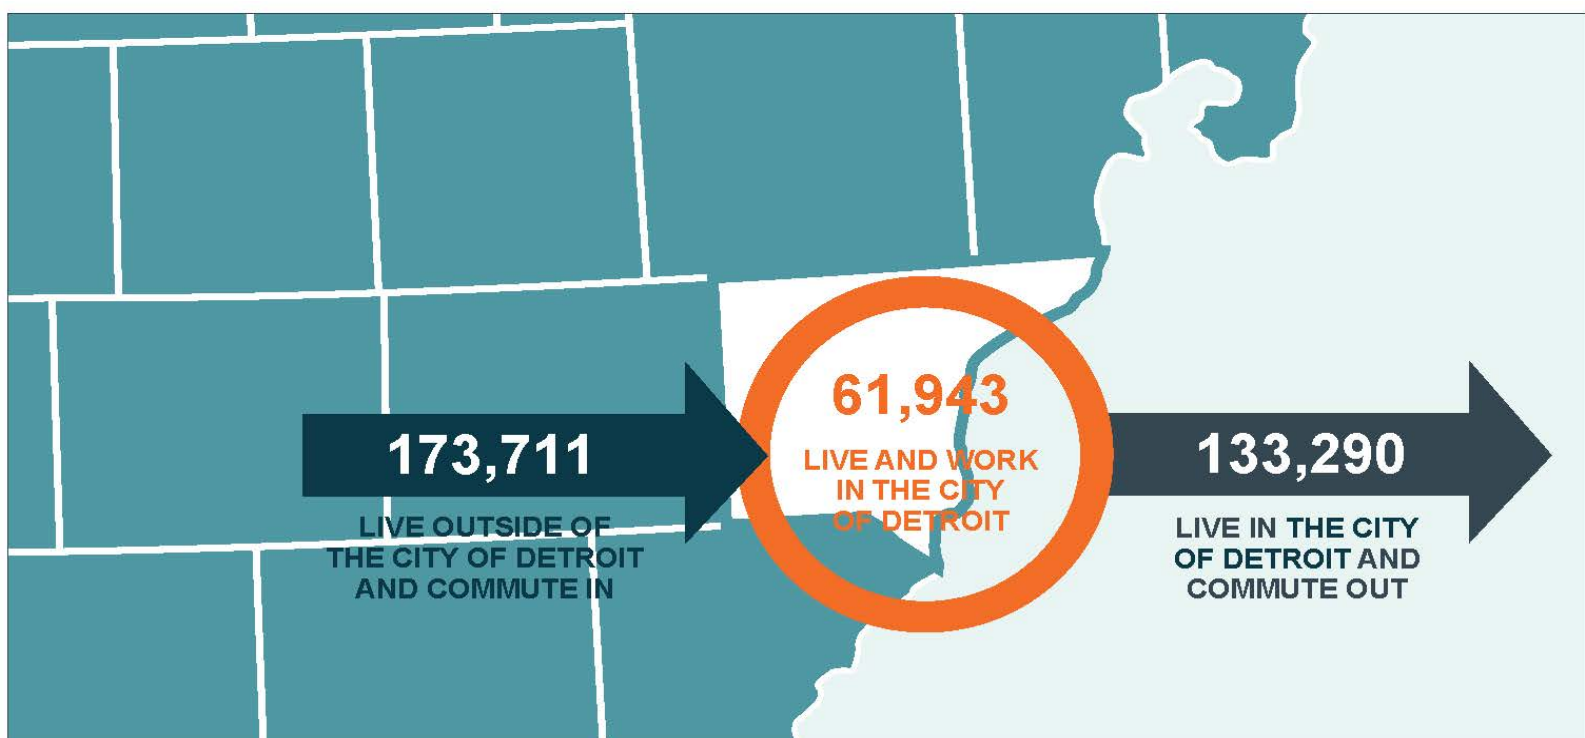 173,711
LIVE OUTSIDE OF
THE CITY OF DETROIT
AND COMMUTE IN
61,943
LIVE AND WORK
IN THE CITY
OF DETROIT
133,290
LIVE IN THE CITY
OF DETROIT AND
COMMUTE OUT